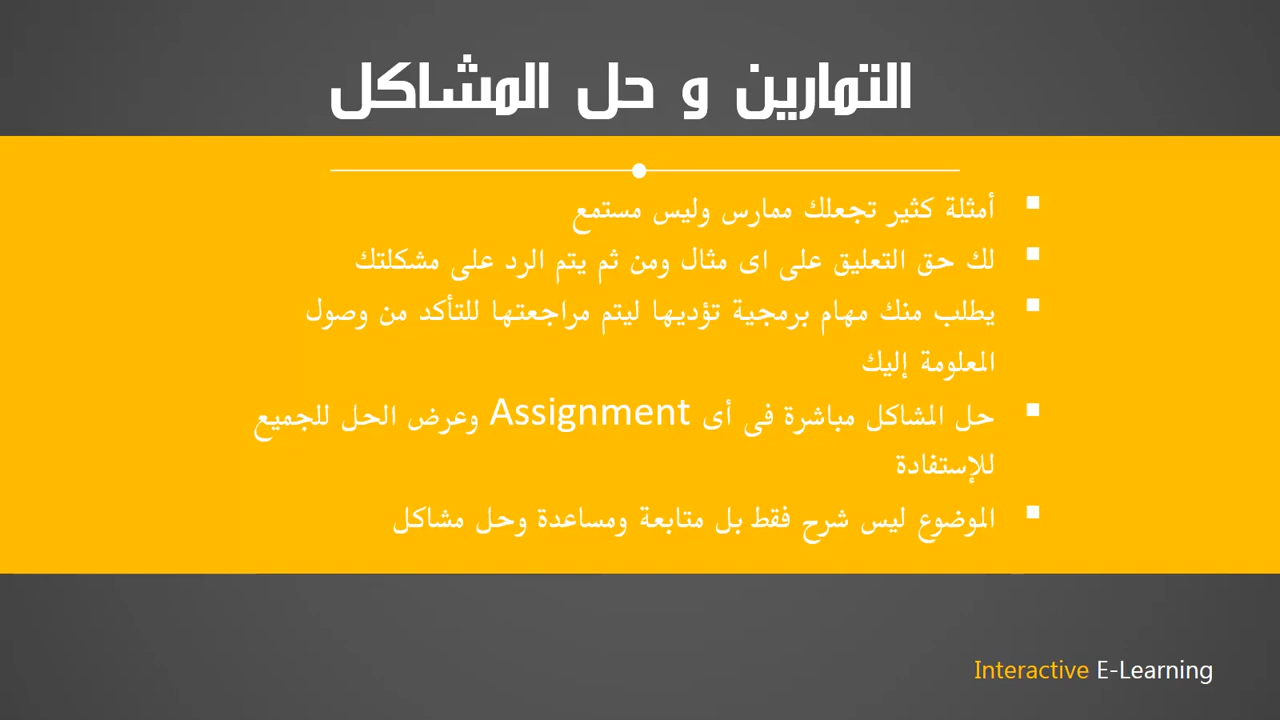 التمارين و حل المشاكل
أمثلة كثير تجعلك ممارس وليس مستمع
لك حق التعليق على اى مثال ومن ثم يتم الرد على مشكلتك
يطلب منك مهام برمجية تؤديها ليتم مراجعتها للتأكد من وصول
المعلومة إليك
حل المشاكل مباشرة فى أى Assignment وعرض الحل للجميع
للإستفادة
الموضوع ليس شرح فقط بل متابعة ومساعدة وحل مشاكل
Interactive E-Learning